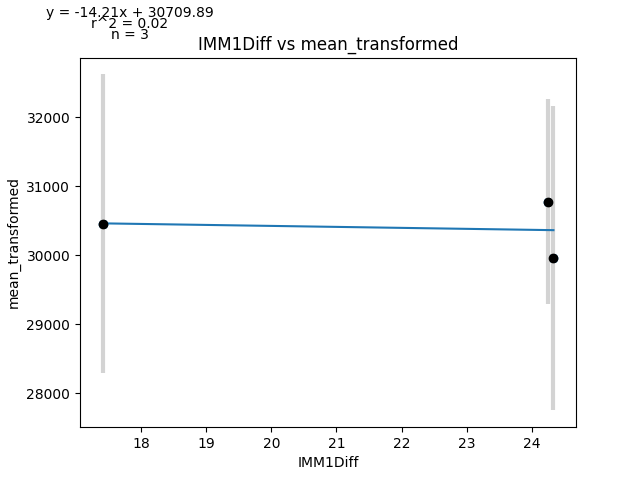 y = -14.21x + 30709.89
r^2 = 0.02
n = 3
IMM1Diff vs mean_transformed
32000
31000
30000
29000
28000
mean_transformed
18 19 20 21 22 23 24
IMM1Diff